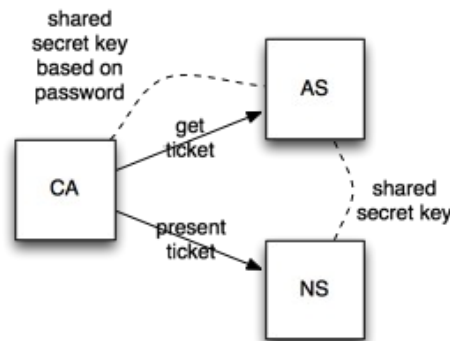 shared
secret key
based on
password
AS
get
ticket
CA
shared
secret key
present
ticket
NS